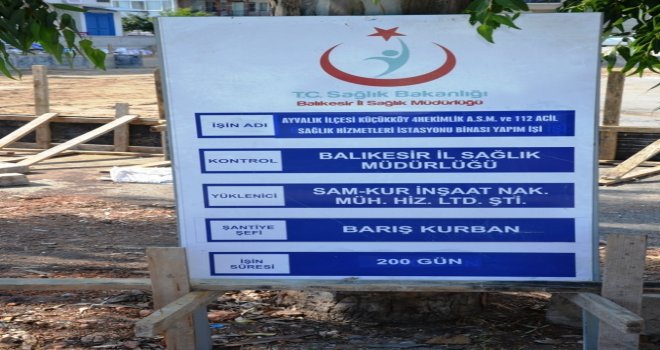 T.C. Sağlık Bakanlığı
Balıkesir İl Sağlık Müdürlüğü
İŞİN ADI
AYVALIK İLÇESİ KÜÇÜKKÖY 4HEKİMLİK A.S.M. ve 112 ACİL
SAĞLIK HİZMETLERİ İSTASYONU BİNASI YAPIM İŞİ
KONTROL
BALIKESİR İL SAĞLIK
MÜDÜRLÜĞÜ
YÜKLENİCİ
SAM-KUR İNŞAAT NAK.
MÜH. HİZ. LTD. ŞTİ.
ŞANTİYE
ŞEFİ
BARIŞ KURBAN
İŞİN
SÜRESİ
200 GÜN